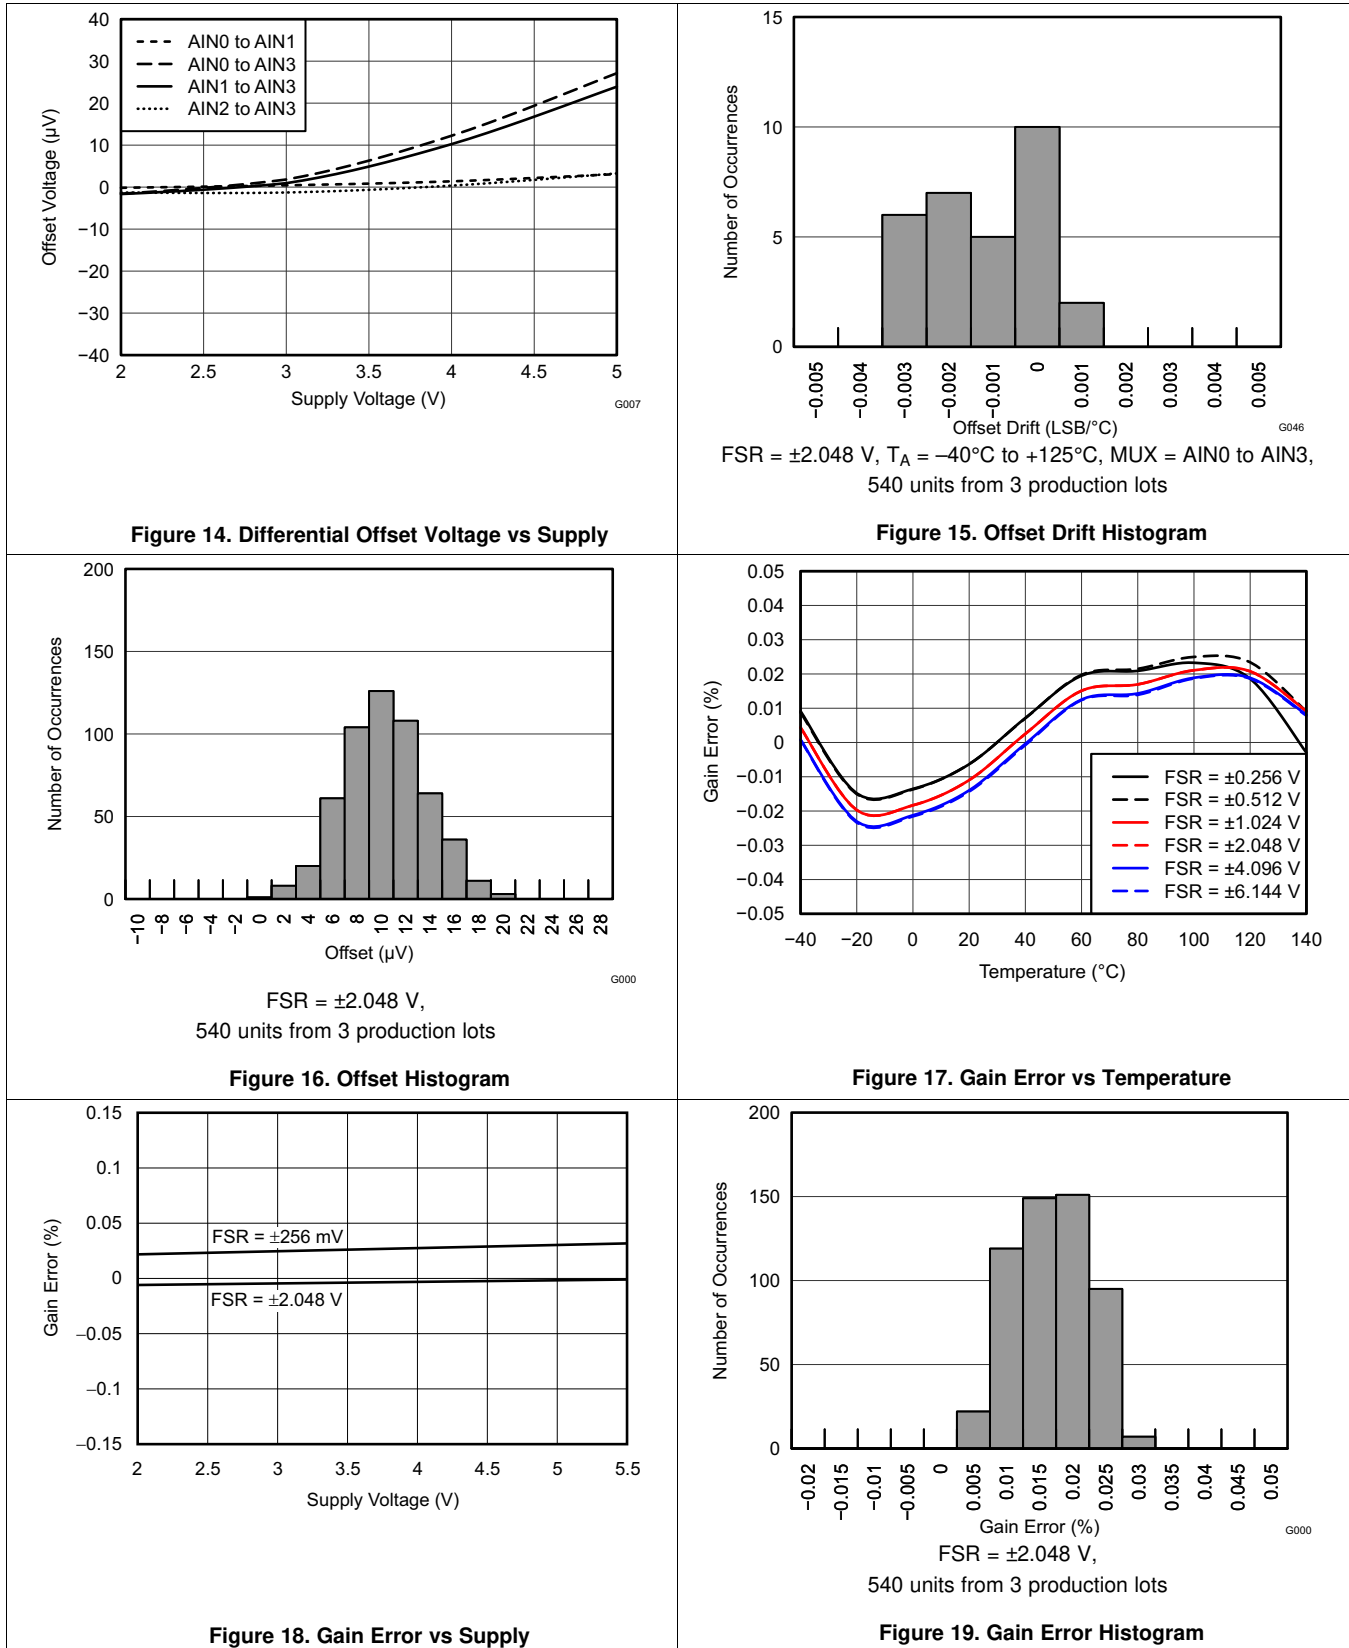 40
30
20
10
0
−10
−20
−30
−40
Offset Voltage (µV)
AIN0 to AIN1
AIN0 to AIN3
AIN1 to AIN3
AIN2 to AIN3
2 2.5 3 3.5 4 4.5 5
Supply Voltage (V)
G007
Figure 14. Differential Offset Voltage vs Supply
15
10
5
0
Number of Occurrences
−0.005 −0.004 −0.003 −0.002 −0.001 0 0.001 0.002 0.003 0.004 0.005
Offset Drift (LSB/°C)
G046
FSR = ±2.048 V, TA = –40°C to +125°C, MUX = AIN0 to AIN3,
540 units from 3 production lots
Figure 15. Offset Drift Histogram
200
150
100
50
0
Number of Occurrences
−10 −8 −6 −4 −2 0 2 4 6 8 10 12 14 16 18 20 22 24 26 28
Offset (µV)
G000
FSR = ±2.048 V,
540 units from 3 production lots
Figure 16. Offset Histogram
0.05
0.04
0.03
0.02
0.01
0
−0.01
−0.02
−0.03
−0.04
−0.05
Gain Error (%)
FSR = ±0.256 V
FSR = ±0.512 V
FSR = ±1.024 V
FSR = ±2.048 V
FSR = ±4.096 V
FSR = ±6.144 V
−40 −20 0 20 40 60 80 100 120 140
Temperature (°C)
Figure 17. Gain Error vs Temperature
0.15
0.1
0.05
0
−0.05
−0.1
−0.15
Gain Error (%)
FSR = ±256 mV
FSR = ±2.048 V
2 2.5 3 3.5 4 4.5 5 5.5
Supply Voltage (V)
Figure 18. Gain Error vs Supply
200
150
100
50
0
Number of Occurrences
−0.02 −0.015 −0.01 −0.005 0 0.005 0.01 0.015 0.02 0.025 0.03 0.035 0.04 0.045 0.05
Gain Error (%)
G000
FSR = ±2.048 V,
540 units from 3 production lots
Figure 19. Gain Error Histogram